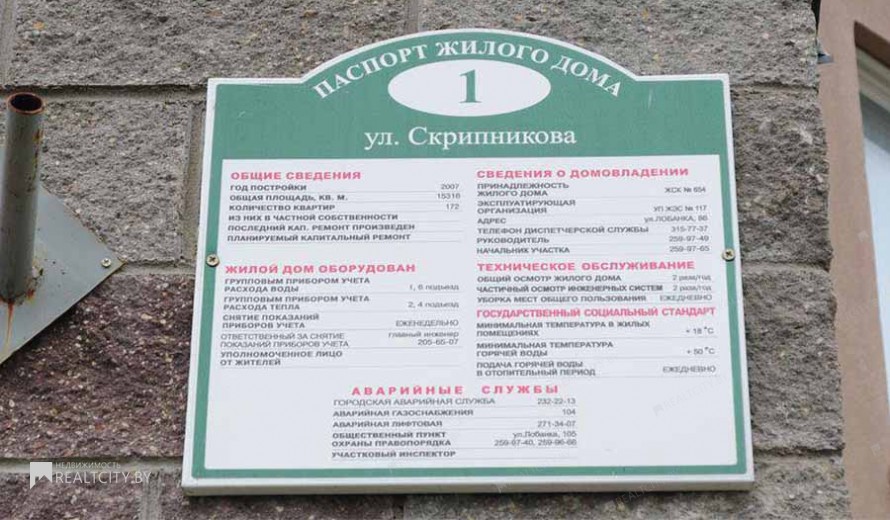 ПАСПОРТ ЖИЛОГО ДОМА
1
ул. Скрипникова
ОБЩИЕ СВЕДЕНИЯ
ГОД ПОСТРОЙКИ 2007
ОБЩАЯ ПЛОЩАДЬ, КВ. М. 15316
КОЛИЧЕСТВО КВАРТИР 172
ИЗ НИХ В ЧАСТНОЙ СОБСТВЕННОСТИ
ПОСЛЕДНИЙ КАП. РЕМОНТ ПРОИЗВЕДЕН
ПЛАНИРУЕМЫЙ КАПИТАЛЬНЫЙ РЕМОНТ
ЖИЛОЙ ДОМ ОБОРУДОВАН
ГРУППОВЫМ ПРИБОРОМ УЧЕТА
РАСХОДА ВОДЫ 1, 6 подъезд
ГРУППОВЫМ ПРИБОРОМ УЧЕТА
РАСХОДА ТЕПЛА 2, 4 подъезд
СНЯТИЕ ПОКАЗАНИЙ
ПРИБОРОВ УЧЕТА ЕЖЕНЕДЕЛЬНО
ОТВЕТСТВЕННЫЙ ЗА СНЯТИЕ главный инженер
ПОКАЗАНИЙ ПРИБОРОВ УЧЕТА 205-65-07
УПОЛНОМОЧЕННОЕ ЛИЦО
ОТ ЖИТЕЛЕЙ
СВЕДЕНИЯ О ДОМОВЛАДЕНИИ
ПРИНАДЛЕЖНОСТЬ
ЖИЛОГО ДОМА ЖСК № 654
ЭКСПЛУАТИРУЮЩАЯ
ОРГАНИЗАЦИЯ УП ЖЭС № 117
АДРЕС ул.ЛОБАНКА, 66
ТЕЛЕФОН ДИСПЕТЧЕРСКОЙ СЛУЖБЫ 315-77-37
РУКОВОДИТЕЛЬ 259-97-49
НАЧАЛЬНИК УЧАСТКА 259-97-65
ТЕХНИЧЕСКОЕ ОБСЛУЖИВАНИЕ
ОБЩИЙ ОСМОТР ЖИЛОГО ДОМА 2 раза/год
ЧАСТИЧНЫЙ ОСМОТР ИНЖЕНЕРНЫХ СИСТЕМ 2 раза/год
УБОРКА МЕСТ ОБЩЕГО ПОЛЬЗОВАНИЯ ЕЖЕДНЕВНО
ГОСУДАРСТВЕННЫЙ СОЦИАЛЬНЫЙ СТАНДАРТ
МИНИМАЛЬНАЯ ТЕМПЕРАТУРА В ЖИЛЫХ
ПОМЕЩЕНИЯХ + 18 °С
МИНИМАЛЬНАЯ ТЕМПЕРАТУРА
ГОРЯЧЕЙ ВОДЫ + 50 °С
ПОДАЧА ГОРЯЧЕЙ ВОДЫ
В ОТОПИТЕЛЬНЫЙ ПЕРИОД ЕЖЕДНЕВНО
АВАРИЙНЫЕ СЛУЖБЫ
ГОРОДСКАЯ АВАРИЙНАЯ СЛУЖБА 232-22-13
АВАРИЙНАЯ ГАЗОСНАБЖЕНИЯ 104
АВАРИЙНАЯ ЛИФТОВАЯ 271-34-07
ОБЩЕСТВЕННЫЙ ПУНКТ ул.Лобанка, 105
ОХРАНЫ ПРАВОПОРЯДКА 259-67-40, 259-96-66
УЧАСТКОВЫЙ ИНСПЕКТОР
НЕДВИЖИМОСТЬ
REALTCITY.BY